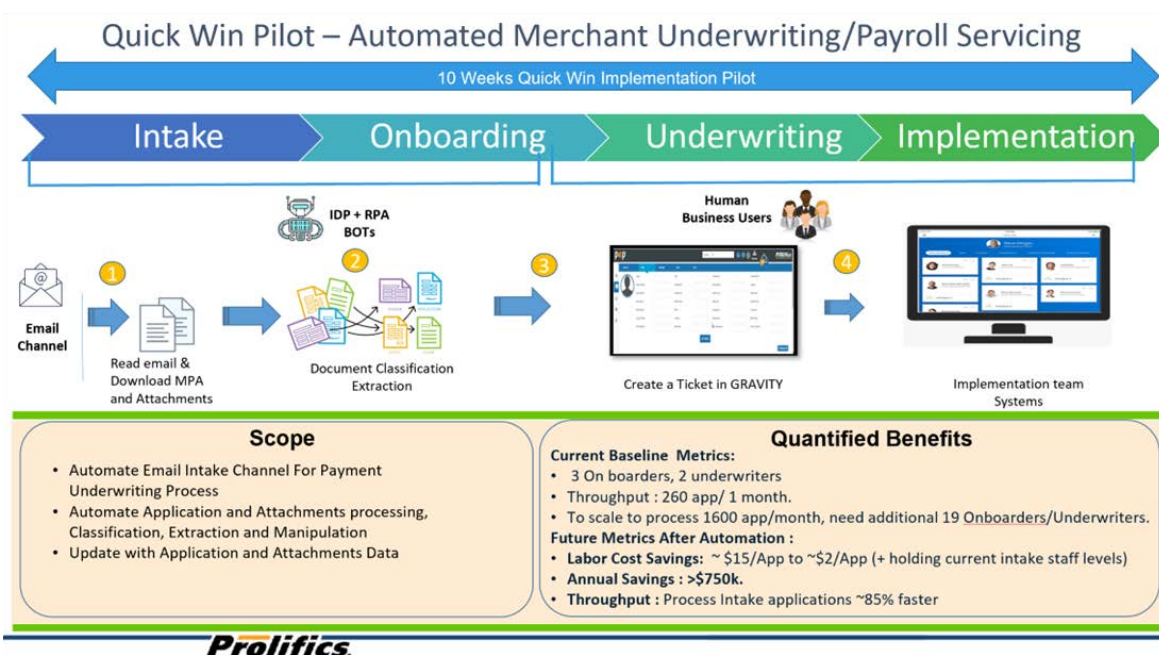 Quick Win Pilot – Automated Merchant Underwriting/Payroll Servicing
10 Weeks Quick Win Implementation Pilot
Intake
Onboarding
Underwriting
Implementation
IDP + RPA
BOTs
Human
Business Users
1
2
3
4
Email
Channel
Read email &
Download MPA
and Attachments
Document Classification
Extraction
Create a Ticket in GRAVITY
Implementation team
Systems
Scope
• Automate Email Intake Channel For Payment
Underwriting Process
• Automate Application and Attachments processing,
Classification, Extraction and Manipulation
• Update with Application and Attachments Data
Quantified Benefits
Current Baseline Metrics:
• 3 On boarders, 2 underwriters
• Throughput : 260 app/ 1 month.
• To scale to process 1600 app/month, need additional 19 Onboarders/Underwriters.
Future Metrics After Automation :
• Labor Cost Savings: ~ $15/App to ~$2/App (+ holding current intake staff levels)
• Annual Savings : >$750k.
• Throughput : Process Intake applications ~85% faster
Prolifics